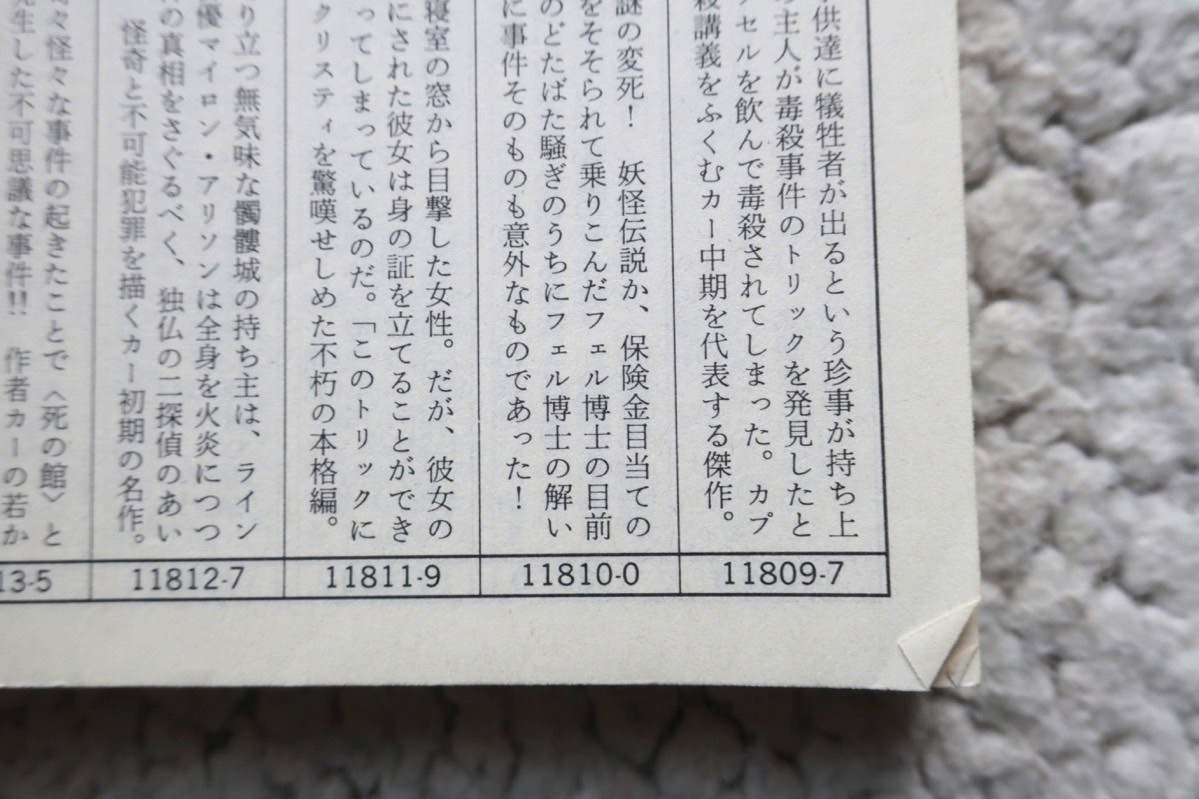 供達に犠牲者が出るという珍事が持ち上
主人が毒殺事件のトリックを発見したと
セルを飲んで毒殺されてしまった。カプ
殺講義をふくむカー中期を代表する傑作。
11809-7
謎の変死！　妖怪伝説か、保険金目当ての
をそそられて乗りこんだフェル博士の目前
の、どたばた騒ぎのうちにフェル博士の解い
に事件そのものも意外なものであった！
11810-0
寝室の窓から目撃した女性。だが、彼女の
にされた彼女は身の証を立てることができ
ってしまっているのだ。「このトリックに
クリスティを驚嘆せしめた不朽の本格編。
11811-9
り立つ無気味な髑髏城の持ち主は、ライン
優マイロン・アリソンは全身を火炎につつ
の真相をさぐるべく、独仏の二探偵のあい
怪奇と不可能犯罪を描くカー初期の名作。
11812-7
々怪々な事件の起きたことで〈死の館〉と
発生した不可思議な事件!!　作者カーの若か
13-5